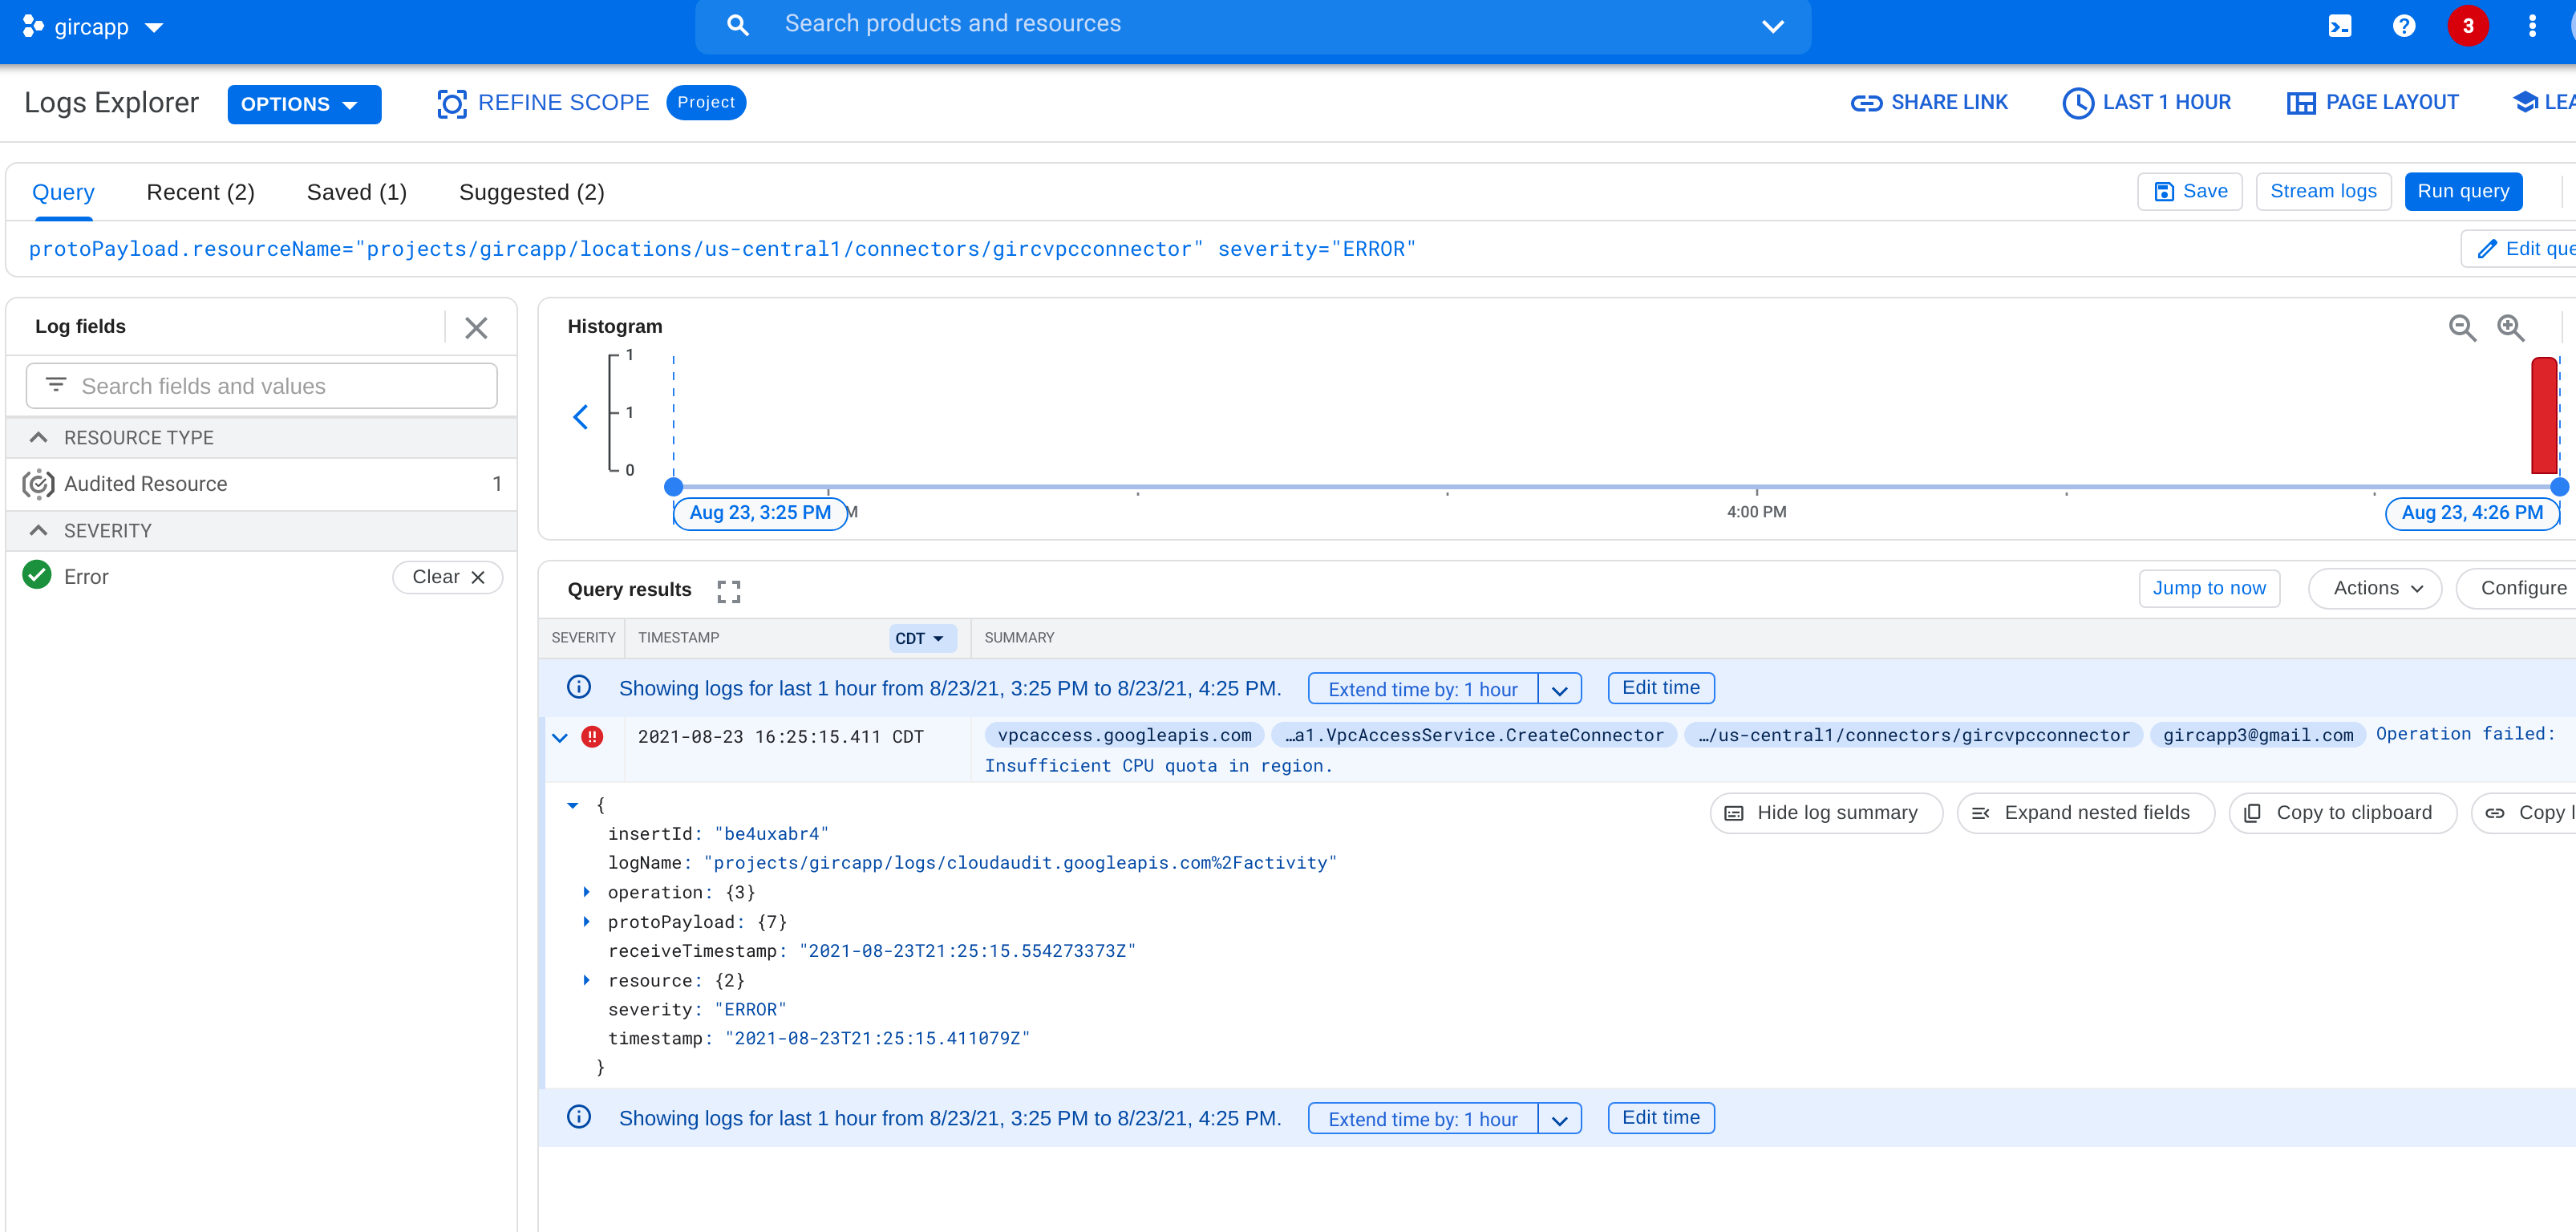 gircapp
Search products and resources
3
Logs Explorer
OPTIONS
REFINE SCOPE
Project
SHARE LINK
LAST 1 HOUR
PAGE LAYOUT
LEA
Query
Recent (2)
Saved (1)
Suggested (2)
Save
Stream logs
Run query
protoPayload.resourceName="projects/gircapp/locations/us-central1/connectors/gircvpcconnector" severity="ERROR"
Edit que
Log fields
Search fields and values
RESOURCE TYPE
Audited Resource 1
SEVERITY
Error
Clear
Histogram
1
1
0
Aug 23, 3:25 PM
M
4:00 PM
Aug 23, 4:26 PM
Query results
Jump to now
Actions
Configure
SEVERITY
TIMESTAMP
CDT
SUMMARY
Showing logs for last 1 hour from 8/23/21, 3:25 PM to 8/23/21, 4:25 PM.
Extend time by: 1 hour
Edit time
2021-08-23 16:25:15.411 CDT
vpcaccess.googleapis.com
…a1.VpcAccessService.CreateConnector
…/us-central1/connectors/gircvpcconnector
gircapp3@gmail.com
Operation failed:
Insufficient CPU quota in region.
{
Hide log summary
Expand nested fields
Copy to clipboard
Copy l
insertId: "be4uxabr4"
logName: "projects/gircapp/logs/cloudaudit.googleapis.com%2Factivity"
operation: {3}
protoPayload: {7}
receiveTimestamp: "2021-08-23T21:25:15.554273373Z"
resource: {2}
severity: "ERROR"
timestamp: "2021-08-23T21:25:15.411079Z"
}
Showing logs for last 1 hour from 8/23/21, 3:25 PM to 8/23/21, 4:25 PM.
Extend time by: 1 hour
Edit time